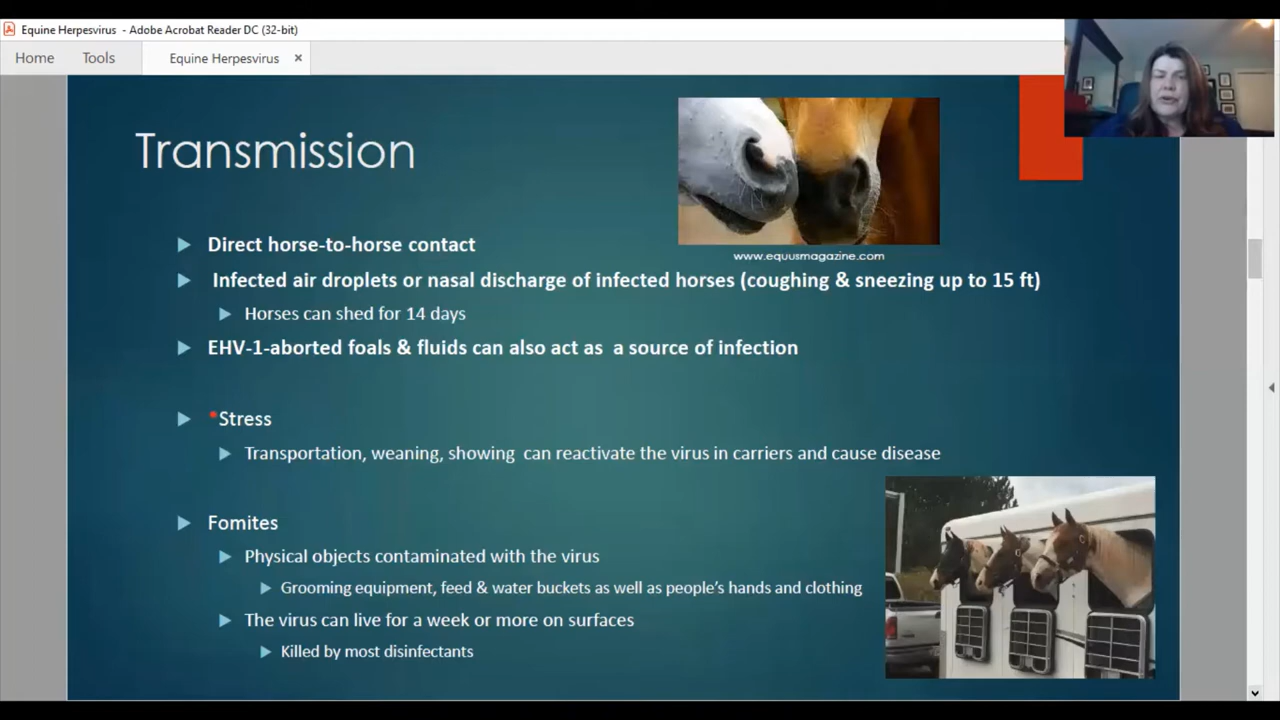 Equine Herpesvirus - Adobe Acrobat Reader DC (32-bit)
Home Tools Equine Herpesvirus ×
Transmission
www.equusmagazine.com
Direct horse-to-horse contact
Infected air droplets or nasal discharge of infected horses (coughing & sneezing up to 15 ft)
Horses can shed for 14 days
EHV-1-aborted foals & fluids can also act as a source of infection
*Stress
Transportation, weaning, showing can reactivate the virus in carriers and cause disease
Fomites
Physical objects contaminated with the virus
Grooming equipment, feed & water buckets as well as people's hands and clothing
The virus can live for a week or more on surfaces
Killed by most disinfectants